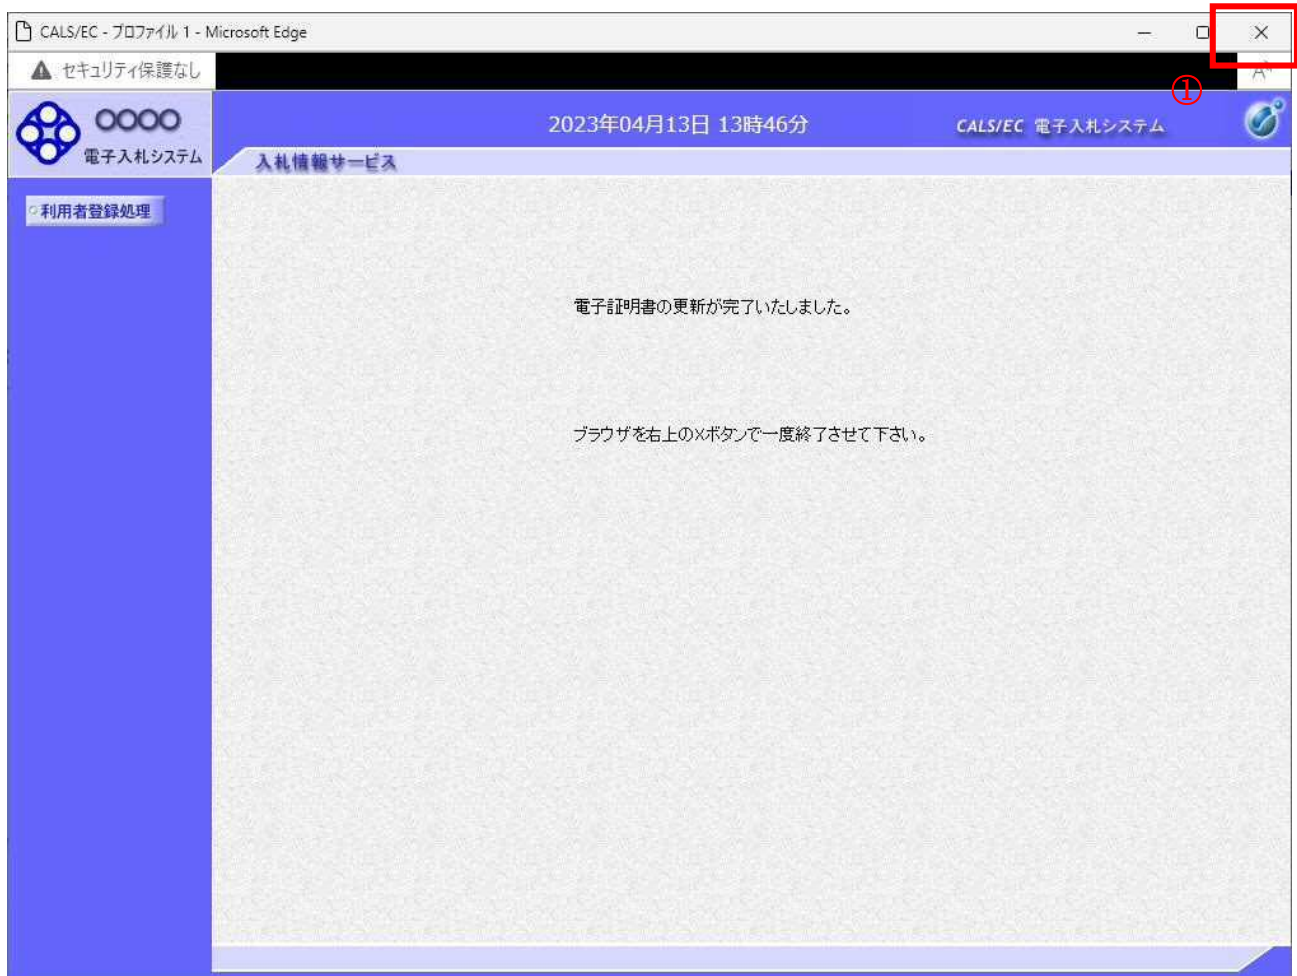 CALS/EC - プロファイル 1 - Microsoft Edge
セキュリティ保護なし
A
①
○○○○
電子入札システム
2023年04月13日 13時46分
CALS/EC 電子入札システム
入札情報サービス
利用者登録処理
電子証明書の更新が完了いたしました。
ブラウザを右上の×ボタンで一度終了させて下さい。